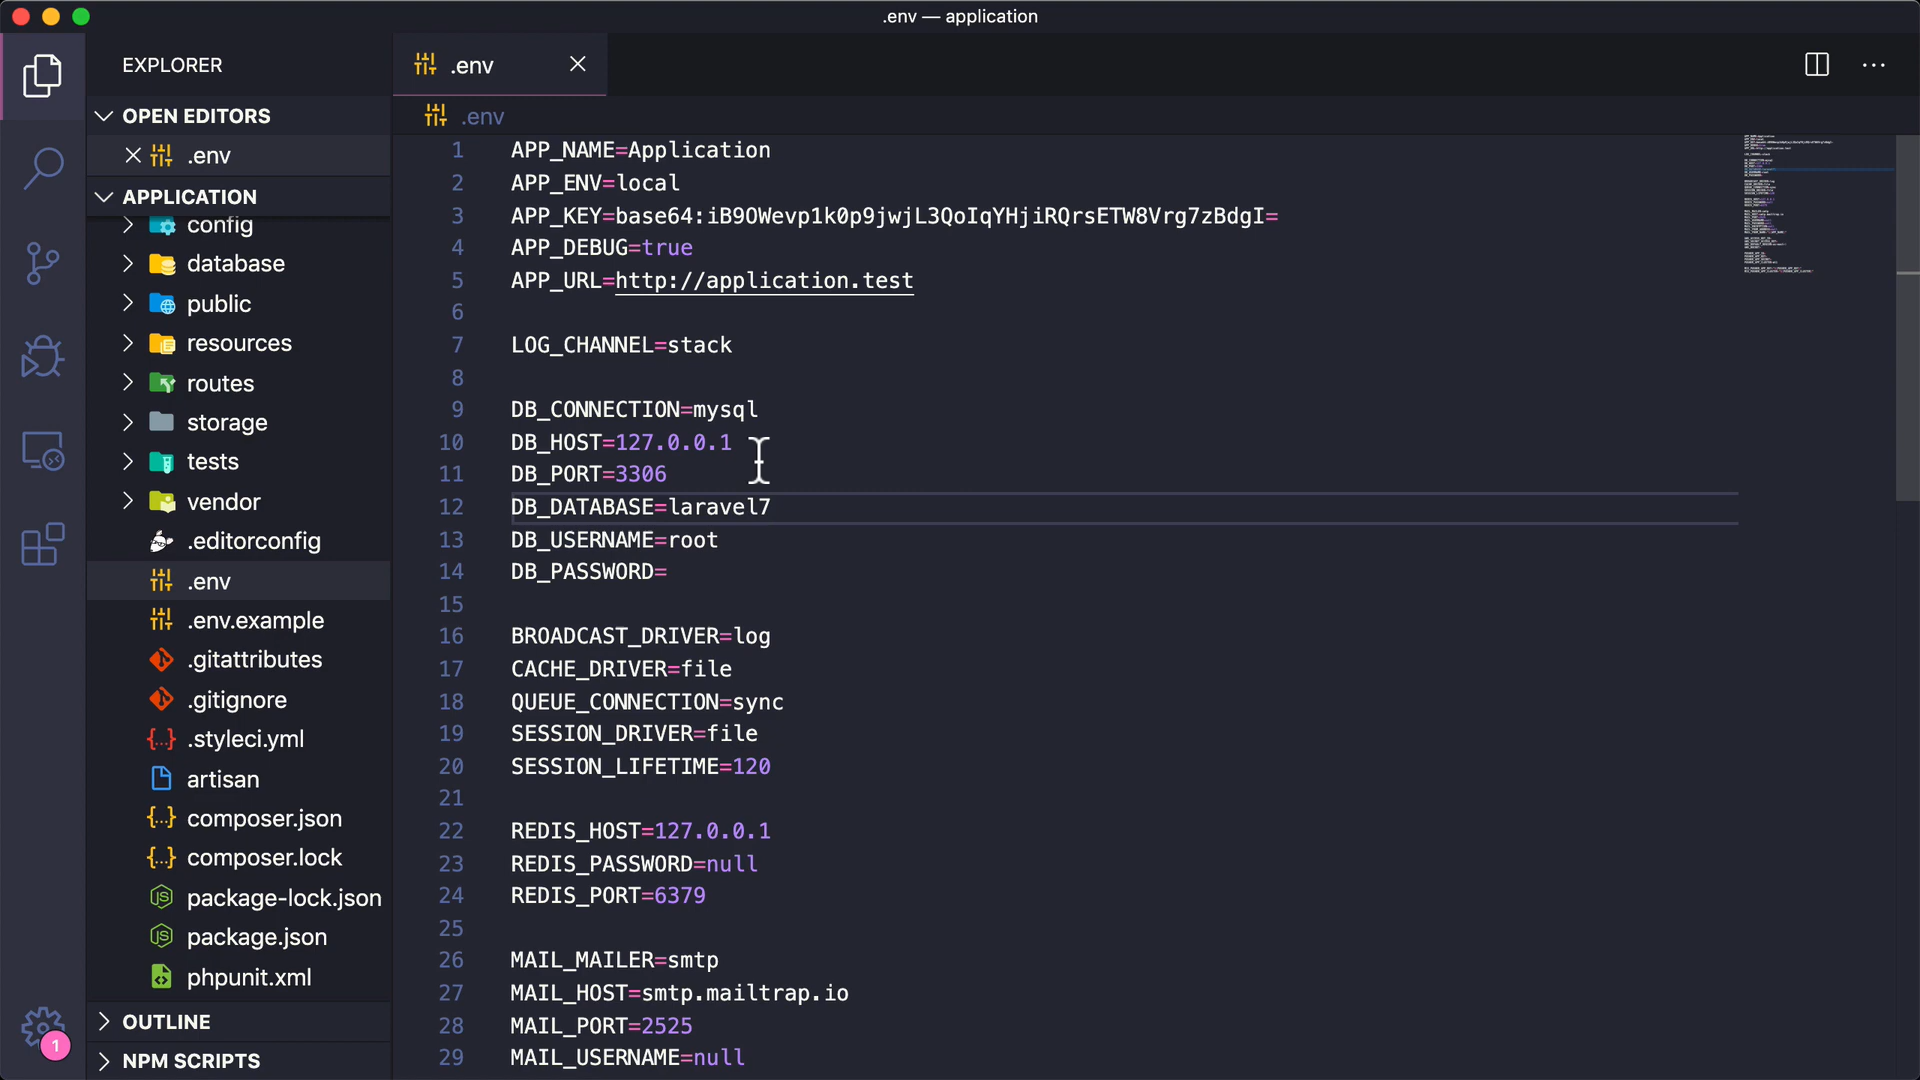 .env — application
EXPLORER
OPEN EDITORS
.env
APPLICATION
config
database
public
resources
routes
storage
tests
vendor
.editorconfig
.env
.env.example
.gitattributes
.gitignore
.styleci.yml
artisan
composer.json
composer.lock
package-lock.json
package.json
phpunit.xml
OUTLINE
NPM SCRIPTS
1
.env
.env
1 APP_NAME=Application
2 APP_ENV=local
3 APP_KEY=base64:iB9OWevp1k0p9jwjL3QoIqYHjiRQrsETW8Vrg7zBdgI=
4 APP_DEBUG=true
5 APP_URL=http://application.test
6
7 LOG_CHANNEL=stack
8
9 DB_CONNECTION=mysql
10 DB_HOST=127.0.0.1
11 DB_PORT=3306
12 DB_DATABASE=laravel7
13 DB_USERNAME=root
14 DB_PASSWORD=
15
16 BROADCAST_DRIVER=log
17 CACHE_DRIVER=file
18 QUEUE_CONNECTION=sync
19 SESSION_DRIVER=file
20 SESSION_LIFETIME=120
21
22 REDIS_HOST=127.0.0.1
23 REDIS_PASSWORD=null
24 REDIS_PORT=6379
25
26 MAIL_MAILER=smtp
27 MAIL_HOST=smtp.mailtrap.io
28 MAIL_PORT=2525
29 MAIL_USERNAME=null